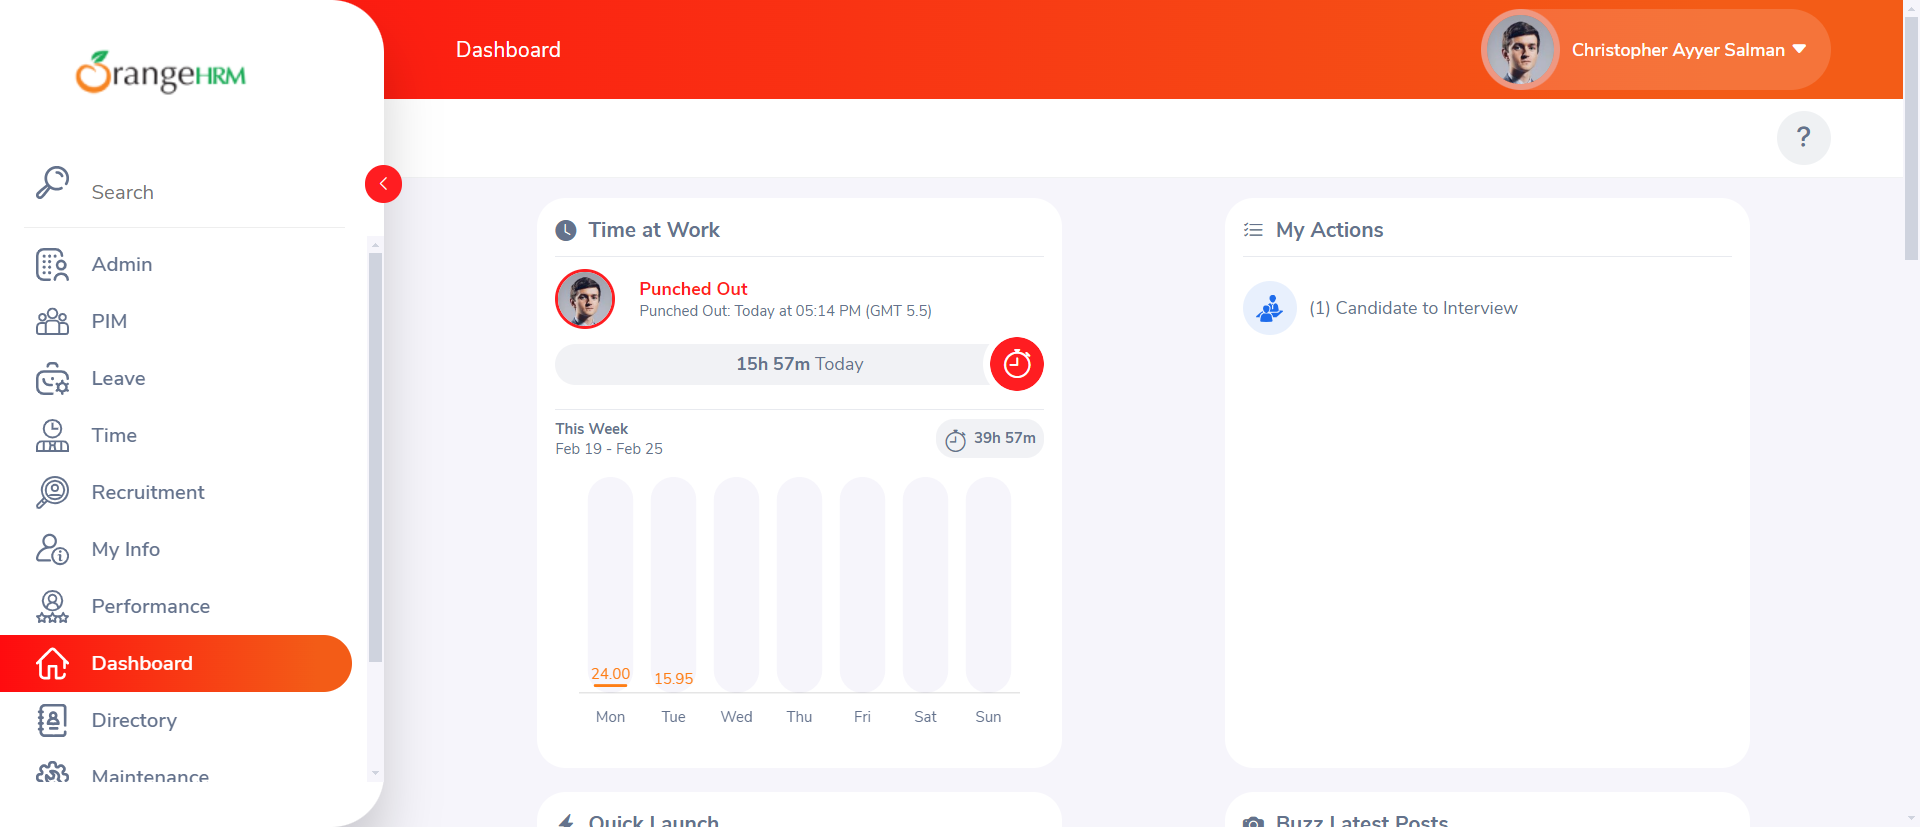 OrangeHRM
Search
Admin
PIM
Leave
Time
Recruitment
My Info
Performance
Dashboard
Directory
Maintenance
Dashboard
Christopher Ayyer Salman
?
Time at Work
Punched Out
Punched Out: Today at 05:14 PM (GMT 5.5)
15h 57m Today
This Week
Feb 19 - Feb 25
39h 57m
24.00 15.95
Mon Tue Wed Thu Fri Sat Sun
My Actions
(1) Candidate to Interview
Quick Launch
Buzz Latest Posts